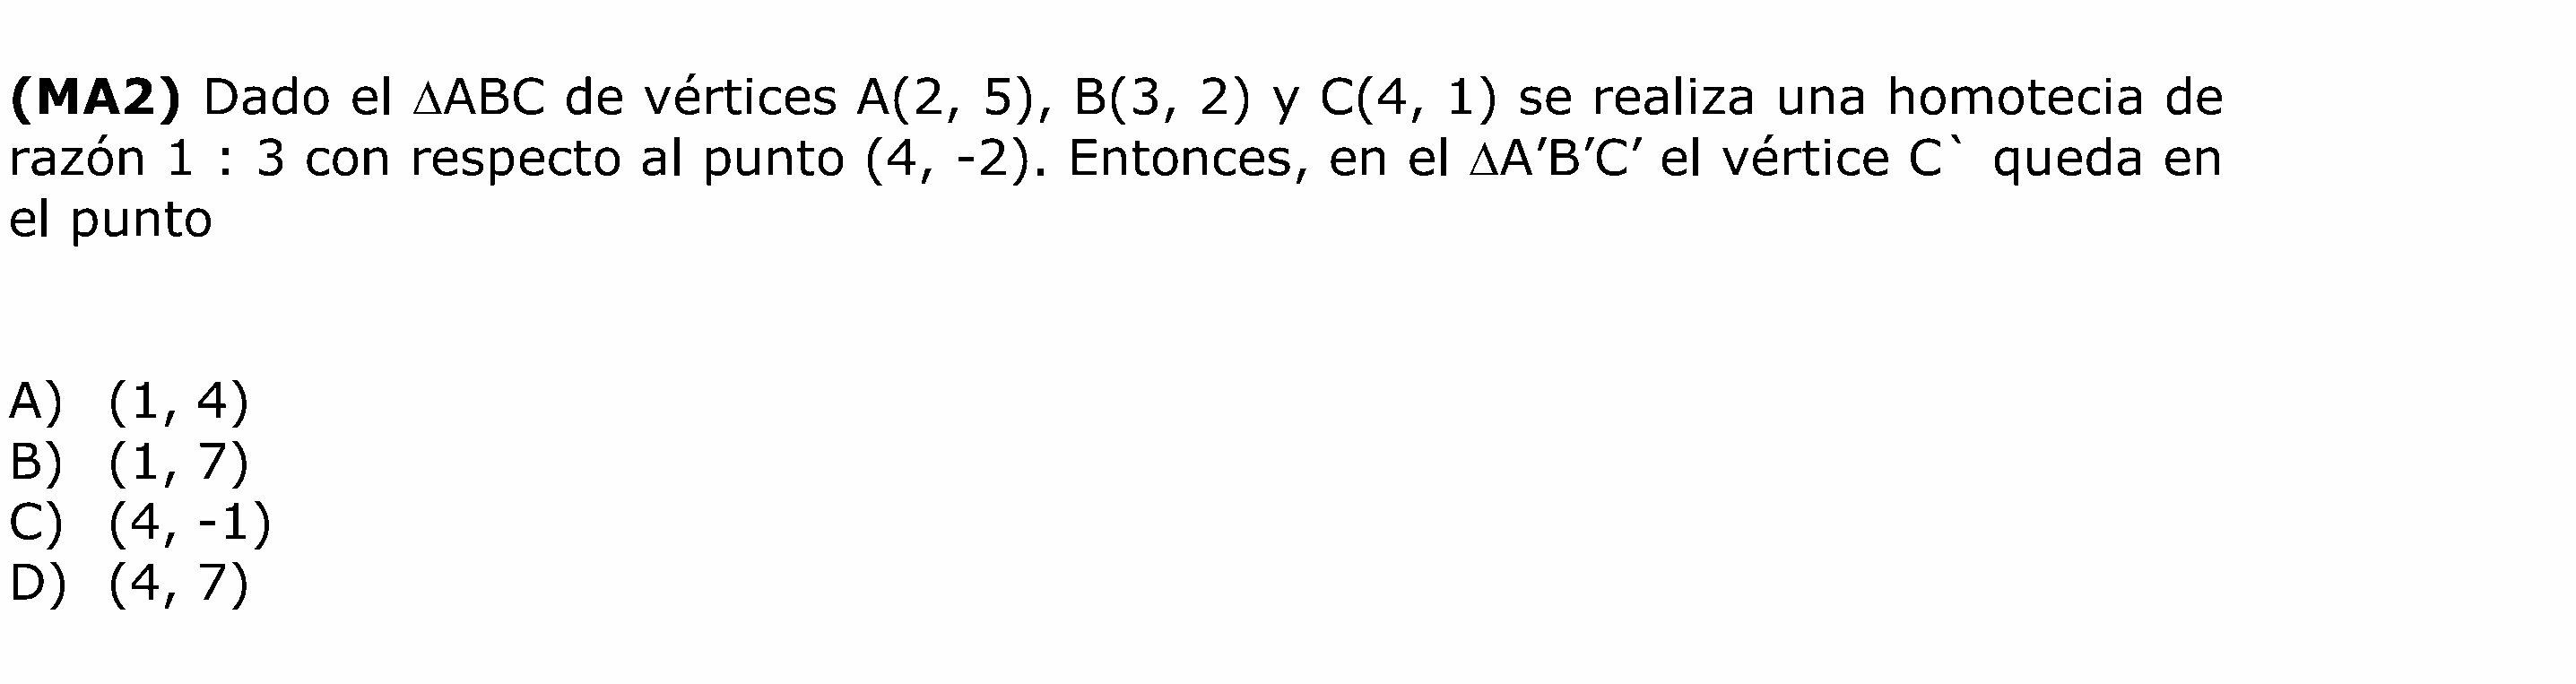 (MA2) Dado el ΔABC de vértices A(2, 5), B(3, 2) y C(4, 1) se realiza una homotecia de
razón 1 : 3 con respecto al punto (4, -2). Entonces, en el ΔA’B’C’ el vértice C` queda en
el punto
A) (1, 4)
B) (1, 7)
C) (4, -1)
D) (4, 7)